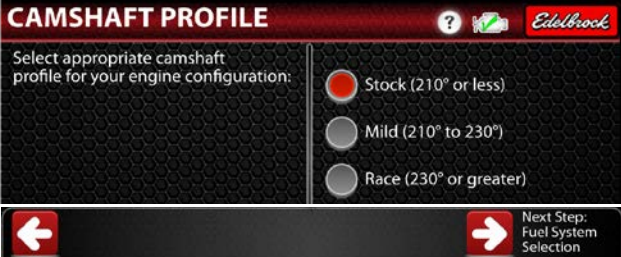 CAMSHAFT PROFILE
?
Edelbrock
Select appropriate camshaft
profile for your engine configuration:
Stock (210° or less)
Mild (210° to 230°)
Race (230° or greater)
Next Step:
Fuel System
Selection